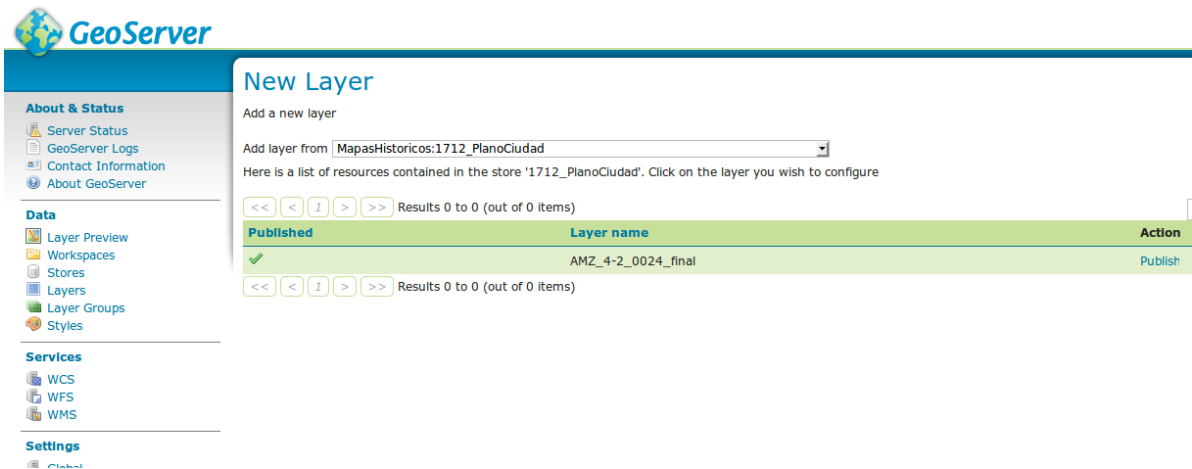 GeoServer
New Layer
Add a new layer
Add layer from MapasHistoricos:1712_PlanoCiudad
Here is a list of resources contained in the store '1712_PlanoCiudad'. Click on the layer you wish to configure
<< < 1 > >> Results 0 to 0 (out of 0 items)
Published Layer name Action
AMZ_4-2_0024_final Publish
<< < 1 > >> Results 0 to 0 (out of 0 items)
About & Status
Server Status
GeoServer Logs
Contact Information
About GeoServer
Data
Layer Preview
Workspaces
Stores
Layers
Layer Groups
Styles
Services
WCS
WFS
WMS
Settings
Global